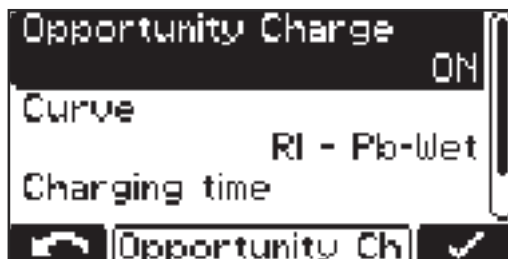 Opportunity Charge
ON
Curve
RI - Pb-Wet
Charging time
Opportunity Ch